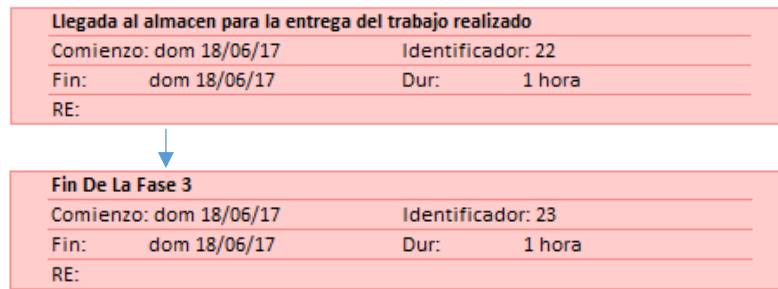 Llegada al almacen para la entrega del trabajo realizado
Comienzo: dom 18/06/17 Identificador: 22
Fin: dom 18/06/17 Dur: 1 hora
RE:
Fin De La Fase 3
Comienzo: dom 18/06/17 Identificador: 23
Fin: dom 18/06/17 Dur: 1 hora
RE: